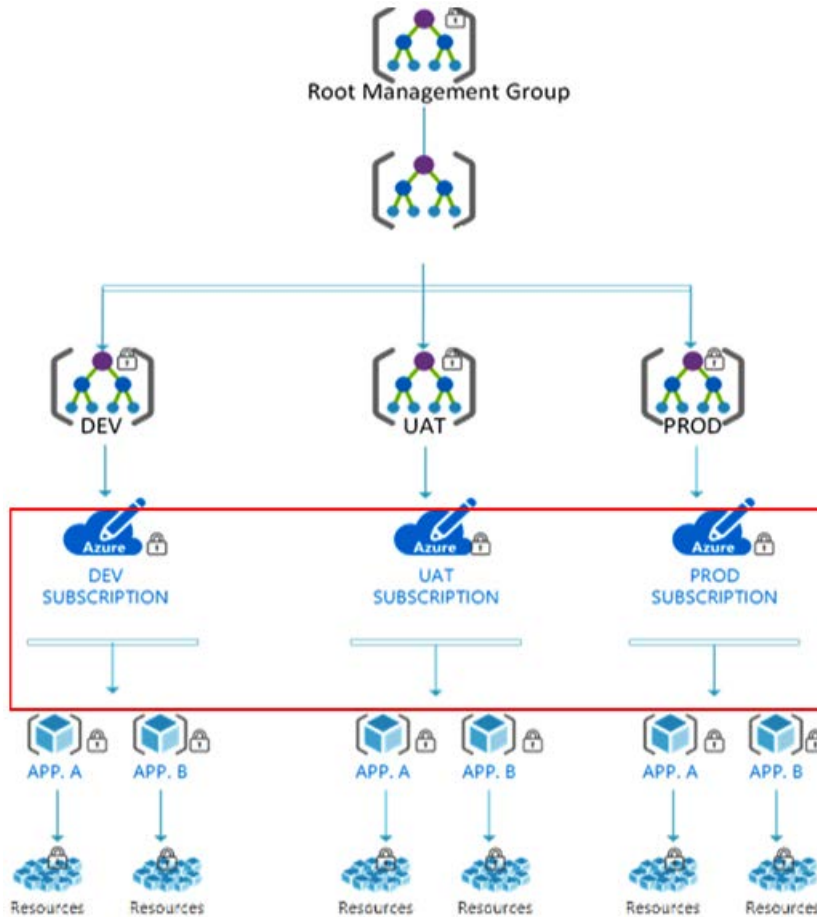 Root Management Group
DEV
UAT
PROD
Azure
Azure
Azure
DEV
SUBSCRIPTION
UAT
SUBSCRIPTION
PROD
SUBSCRIPTION
APP. A
APP. B
APP. A
APP. B
APP. A
APP. B
Resources
Resources
Resources
Resources
Resources
Resources